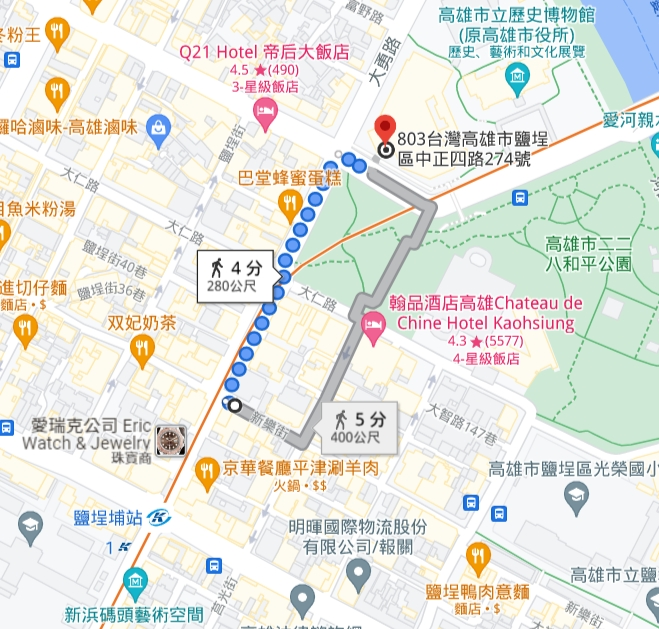 富野路
高雄市立歷史博物館
(原高雄市役所)
歷史、藝術和文化展覽
冬粉王
Q21 Hotel 帝后大飯店
4.5 ★(490)
3-星級飯店
大勇路
愛河親水
囉哈滷味-高雄滷味
鹽埕街
803台灣高雄市鹽埕
區中正四路274號
大仁路
巴堂蜂蜜蛋糕
大仁路
虱目魚米粉湯
高雄市二二
八和平公園
鹽埕街40巷
4 分
280公尺
進切仔麵
麵店・$
鹽埕街36巷
大仁路
翰品酒店高雄Chateau de
Chine Hotel Kaohsiung
4.3 ★(5577)
4-星級飯店
双妃奶茶
新樂街
5 分
400公尺
大智路147巷
愛瑞克公司 Eric
Watch & Jewelry
珠寶商
京華餐廳平津涮羊肉
火鍋・$$
高雄市鹽埕區光榮國小
鹽埕埔站
1
明暉國際物流股份
有限公司/報關
新浜碼頭藝術空間
富光街
鹽埕鴨肉意麵
麵店・$
高雄市立鹽
新樂街